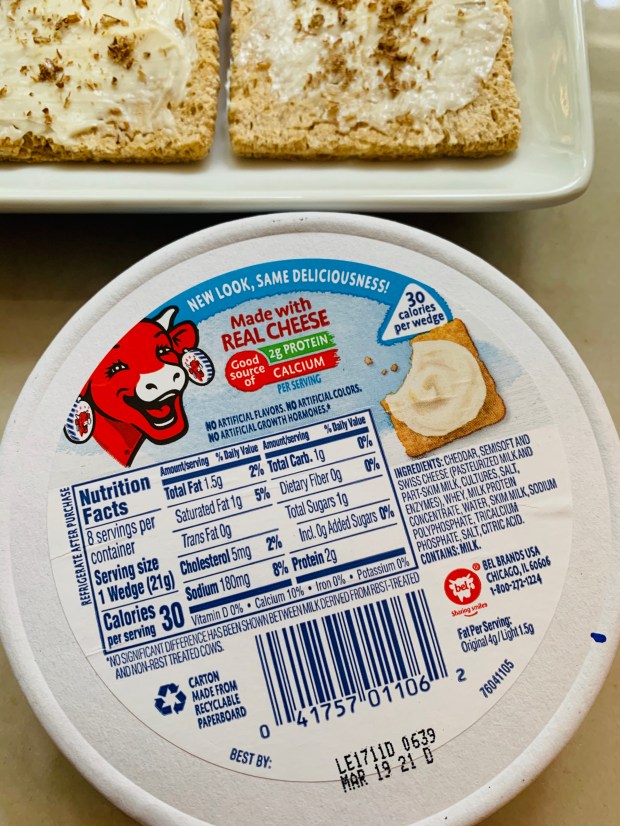 NEW LOOK, SAME DELICIOUSNESS!
Made with
REAL CHEESE
Good
source
of
2g PROTEIN
CALCIUM
PER SERVING
30
calories
per wedge
NO ARTIFICIAL FLAVORS. NO ARTIFICIAL COLORS.
NO ARTIFICIAL GROWTH HORMONES.*
REFRIGERATE AFTER PURCHASE
Nutrition
Facts
8 servings per
container
Serving size
1 Wedge (21g)
Calories
per serving 30
Amount/serving % Daily Value
Total Fat 1.5g 2%
Saturated Fat 1g 5%
Trans Fat 0g
Cholesterol 5mg 2%
Sodium 180mg 8%
Amount/serving % Daily Value
Total Carb. 1g 0%
Dietary Fiber 0g 0%
Total Sugars 1g
Incl. 0g Added Sugars 0%
Protein 2g
Vitamin D 0% • Calcium 10% • Iron 0% • Potassium 0%
*NO SIGNIFICANT DIFFERENCE HAS BEEN SHOWN BETWEEN MILK DERIVED FROM RBST-TREATED
AND NON-RBST TREATED COWS.
INGREDIENTS: CHEDDAR, SEMISOFT AND
SWISS CHEESE (PASTEURIZED MILK AND
PART-SKIM MILK, CULTURES, SALT,
ENZYMES), WHEY, MILK PROTEIN
CONCENTRATE, WATER, SKIM MILK, SODIUM
POLYPHOSPHATE, TRICALCIUM
PHOSPHATE, SALT, CITRIC ACID.
CONTAINS: MILK.
bel
Sharing smiles
BEL BRANDS USA
CHICAGO, IL 60606
1-800-272-1224
Fat Per Serving:
Original 4g / Light 1.5g
76041105
CARTON
MADE FROM
RECYCLABLE
PAPERBOARD
0 41757 01106 2
BEST BY:
LE1711D 0639
MAR 19 21 D